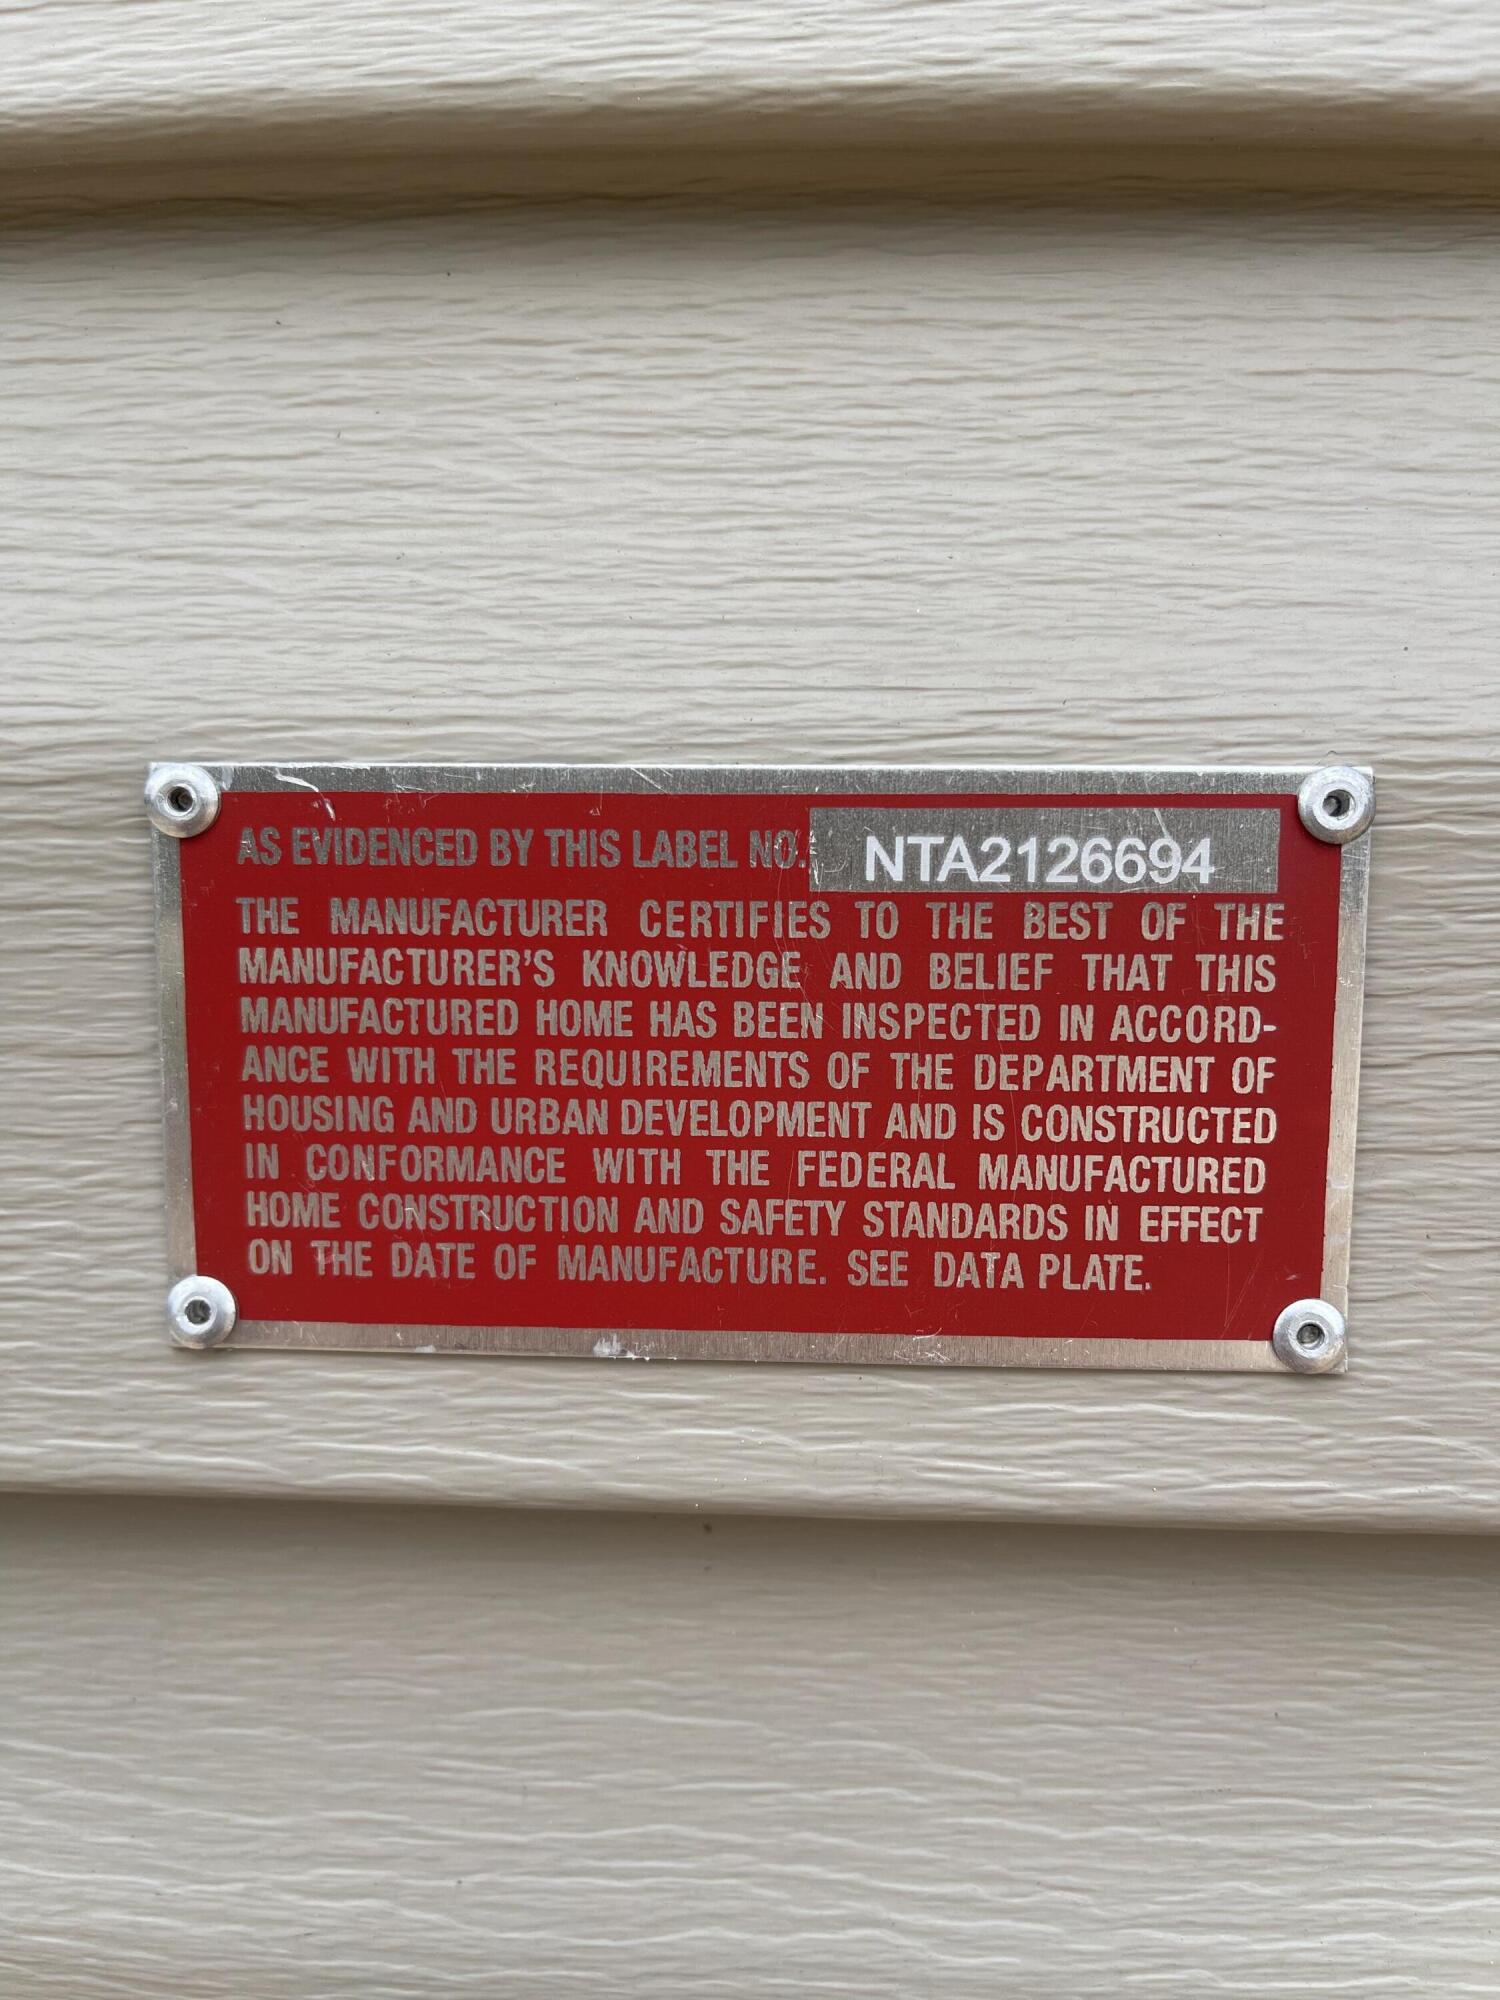 AS EVIDENCED BY THIS LABEL NO. NTA2126694
THE MANUFACTURER CERTIFIES TO THE BEST OF THE
MANUFACTURER'S KNOWLEDGE AND BELIEF THAT THIS
MANUFACTURED HOME HAS BEEN INSPECTED IN ACCORD-
ANCE WITH THE REQUIREMENTS OF THE DEPARTMENT OF
HOUSING AND URBAN DEVELOPMENT AND IS CONSTRUCTED
IN CONFORMANCE WITH THE FEDERAL MANUFACTURED
HOME CONSTRUCTION AND SAFETY STANDARDS IN EFFECT
ON THE DATE OF MANUFACTURE. SEE DATA PLATE.